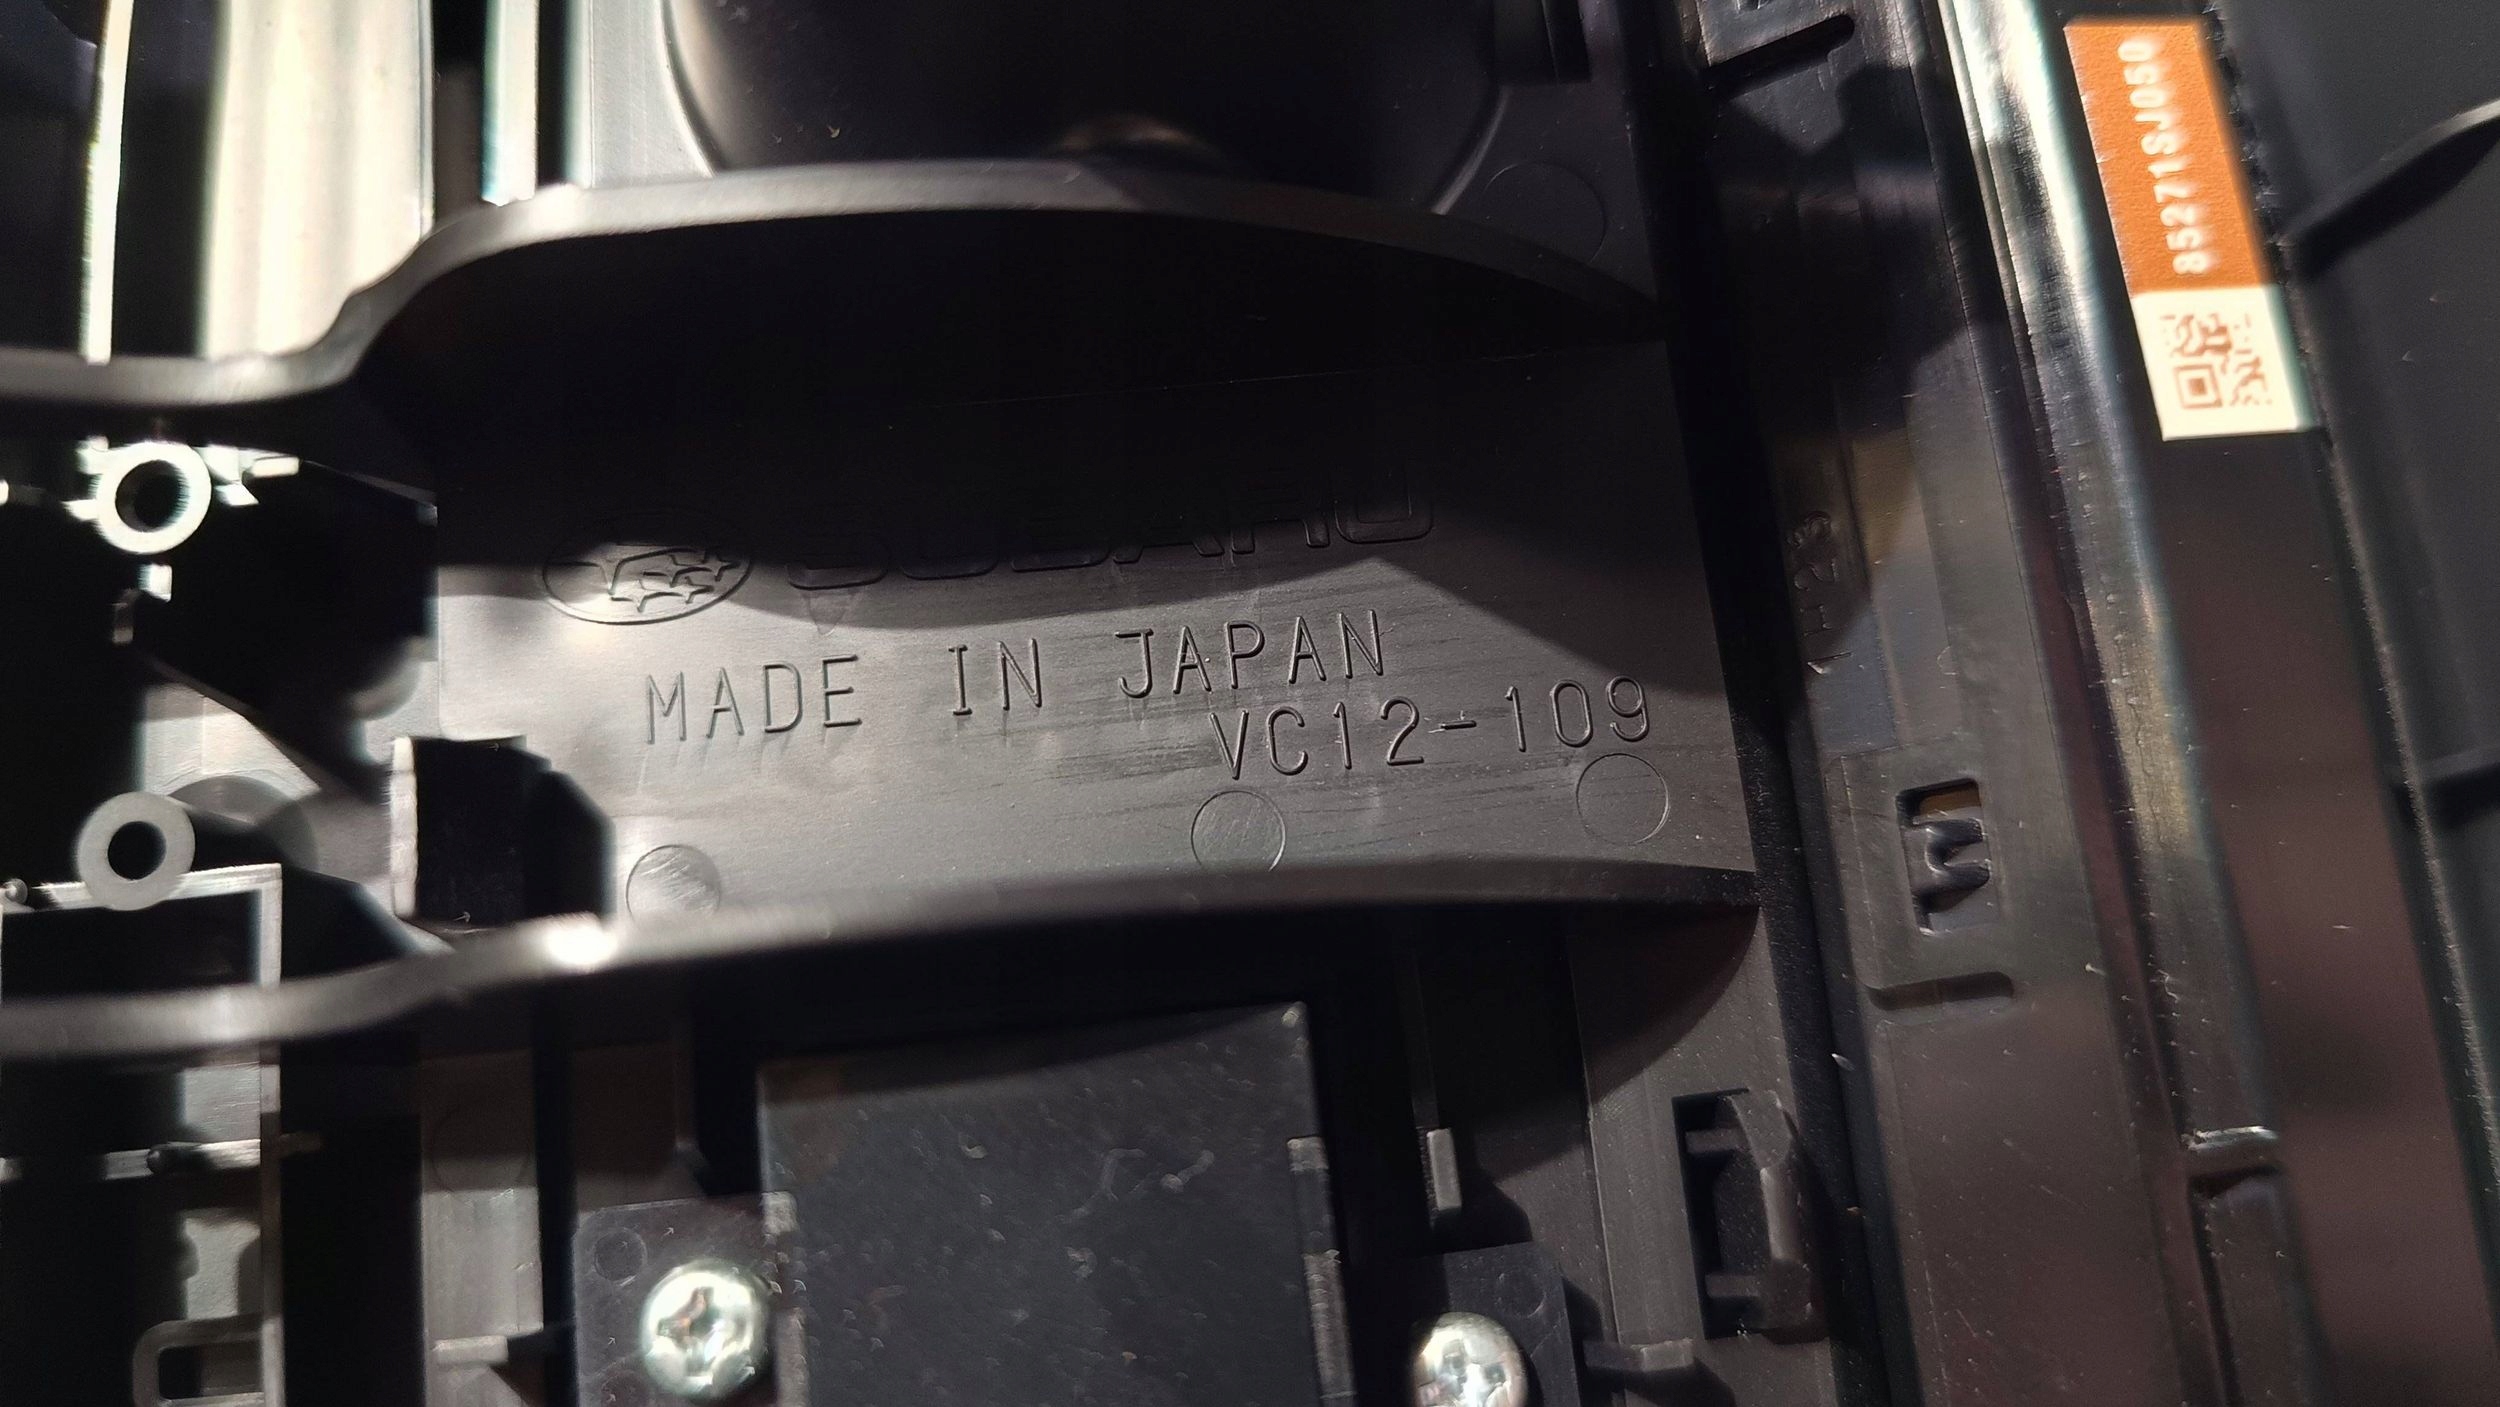 85271SJ050
SUBARU
MADE IN JAPAN
VC12-109